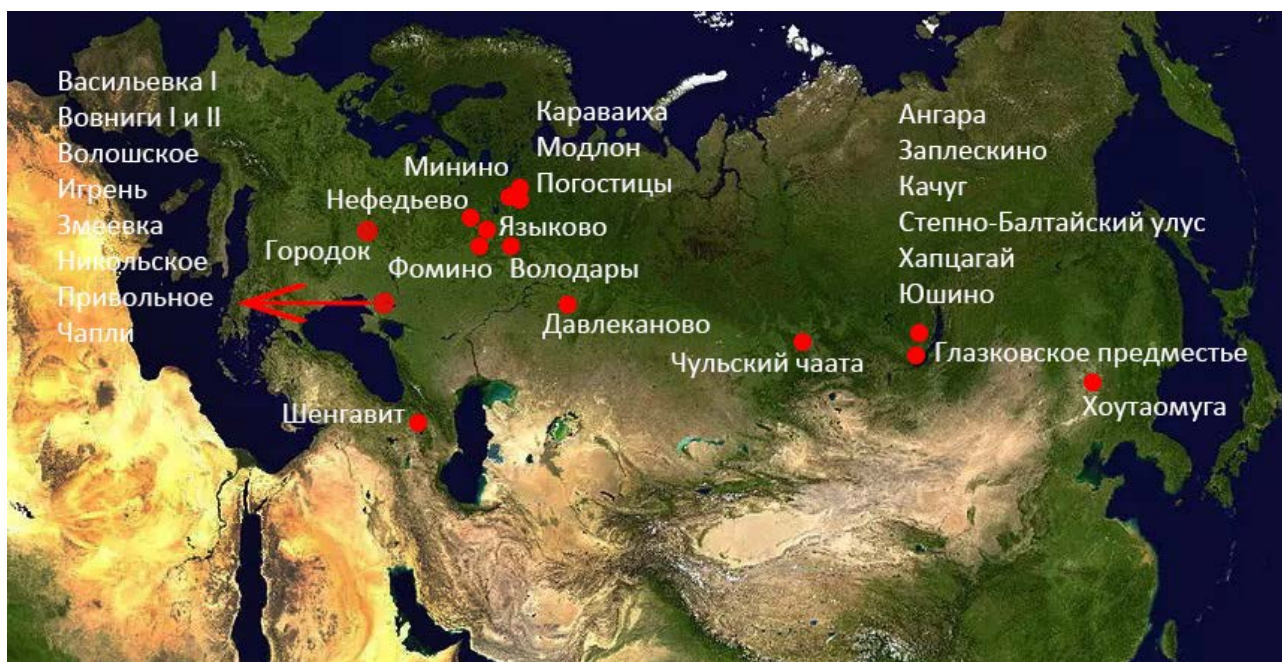 Васильевка I
Вовниги I и II
Волошское
Игрень
Змеевка
Никольское
Привольное
Чапли
Караваиха
Модлон
Погостицы
Минино
Нефедьево
Языково
Городок
Фомино
Володары
Давлеканово
Чульский чаата
Шенгавит
Ангара
Заплескино
Качуг
Степно-Балтайский улус
Хапцагай
Юшино
Глазковское предместье
Хоутаомуга